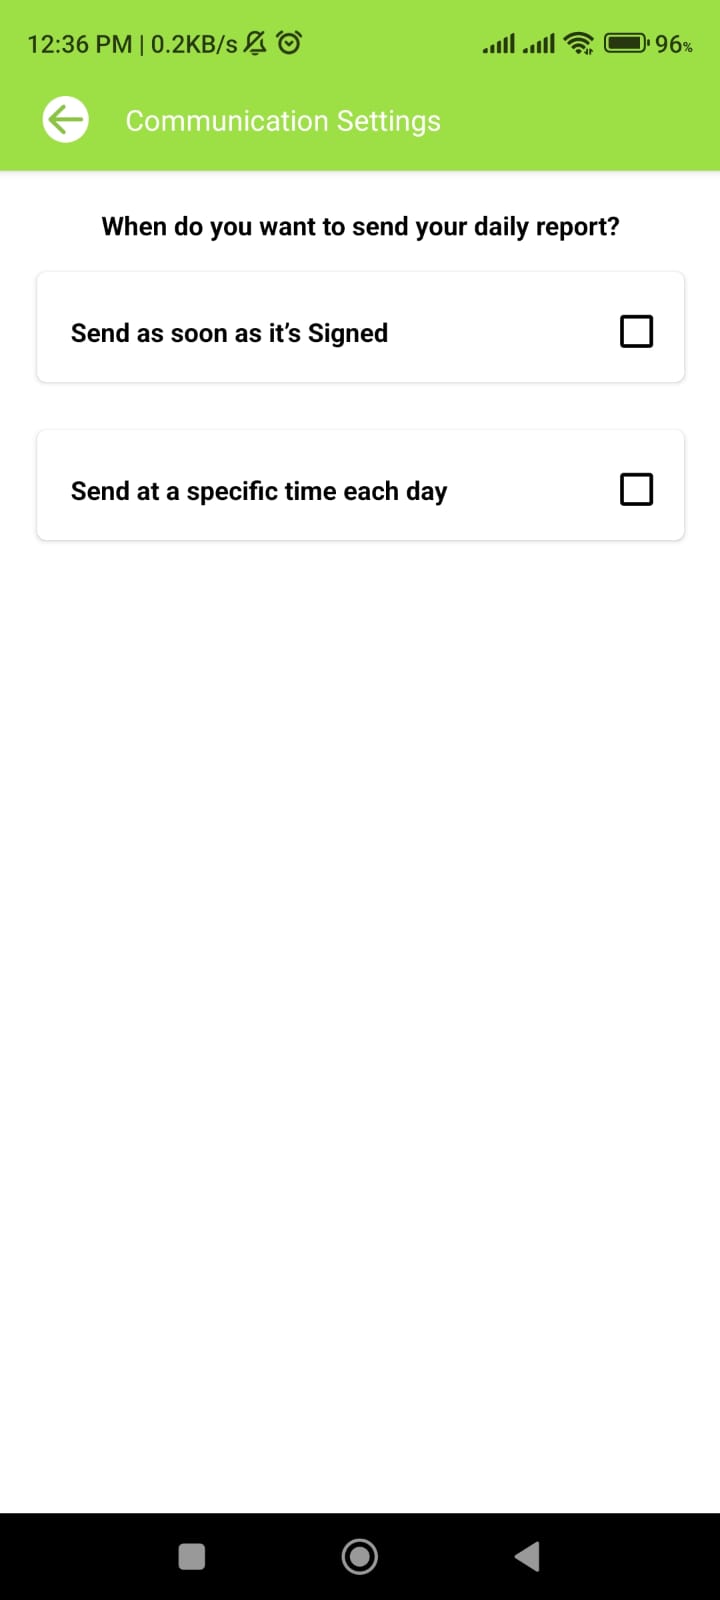 12:36 PM | 0.2KB/s 96%
Communication Settings
When do you want to send your daily report?
Send as soon as it’s Signed
Send at a specific time each day